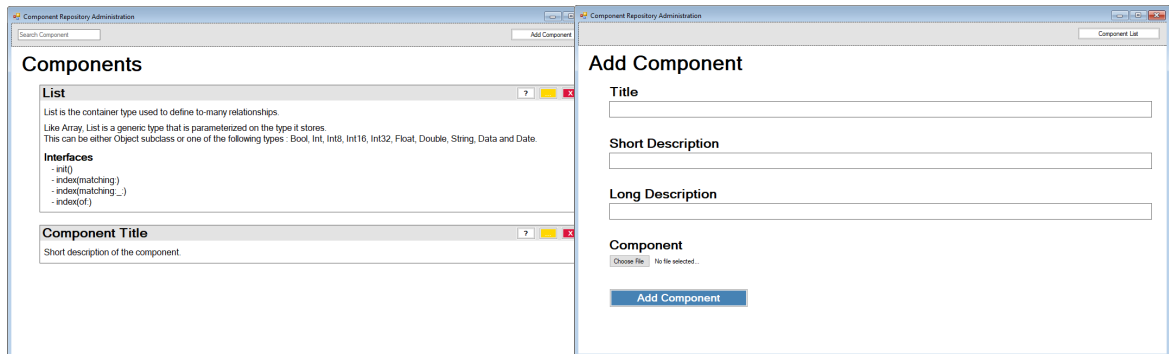 Component Repository Administration
Search Component
Add Component
Components
List
?
X
List is the container type used to define to-many relationships.
Like Array, List is a generic type that is parameterized on the type it stores.
This can be either Object subclass or one of the following types : Bool, Int, Int8, Int16, Int32, Float, Double, String, Data and Date.
Interfaces
- init()
- index(matching:)
- index(matching:_:)
- index(of:)
Component Title
?
X
Short description of the component.
Component Repository Administration
Component List
Add Component
Title
Short Description
Long Description
Component
Choose File
No file selected...
Add Component